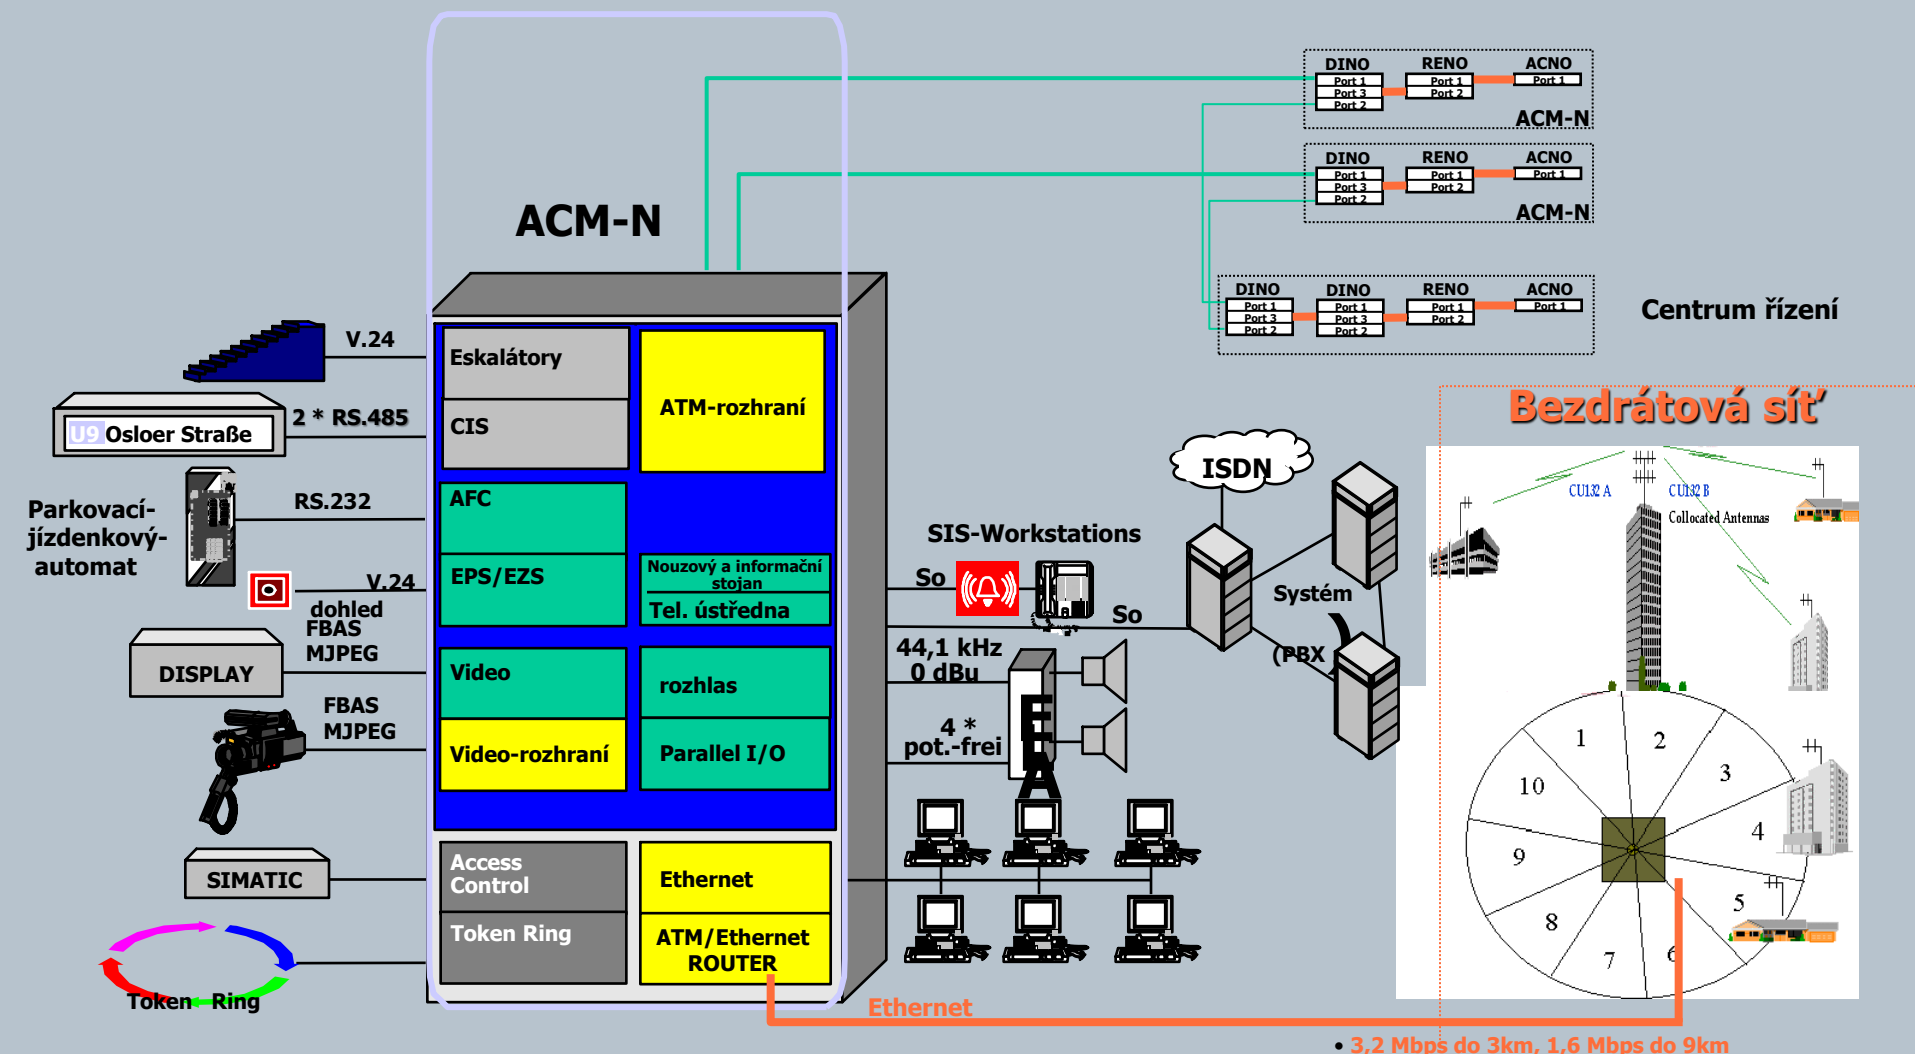 DINO RENO ACNO
Port 1 Port 1 Port 1
Port 3 Port 2
Port 2
ACM-N
DINO RENO ACNO
Port 1 Port 1 Port 1
Port 3 Port 2
Port 2
ACM-N
ACM-N
DINO DINO RENO ACNO
Port 1 Port 1 Port 1 Port 1
Port 3 Port 3 Port 2
Port 2 Port 2
Centrum řízení
V.24
2 * RS.485
U9 Osloer Straße
RS.232
Parkovací-
jízdenkový-
automat
V.24
dohled
FBAS
MJPEG
DISPLAY
FBAS
MJPEG
SIMATIC
Token Ring
Eskalátory
CIS
ATM-rozhraní
AFC
EPS/EZS
Nouzový a informační
stojan
Tel. ústředna
Video
rozhlas
Video-rozhraní
Parallel I/O
Access
Control
Ethernet
Token Ring
ATM/Ethernet
ROUTER
ISDN
SIS-Workstations
So
So
Systém
(PBX
)
44,1 kHz
0 dBu
4 *
pot.-frei
ELA
Bezdrátová síť
CU132 A
CU132 B
Collocated Antennas
1
2
3
4
5
6
7
8
9
10
Ethernet
• 3,2 Mbps do 3km, 1,6 Mbps do 9km